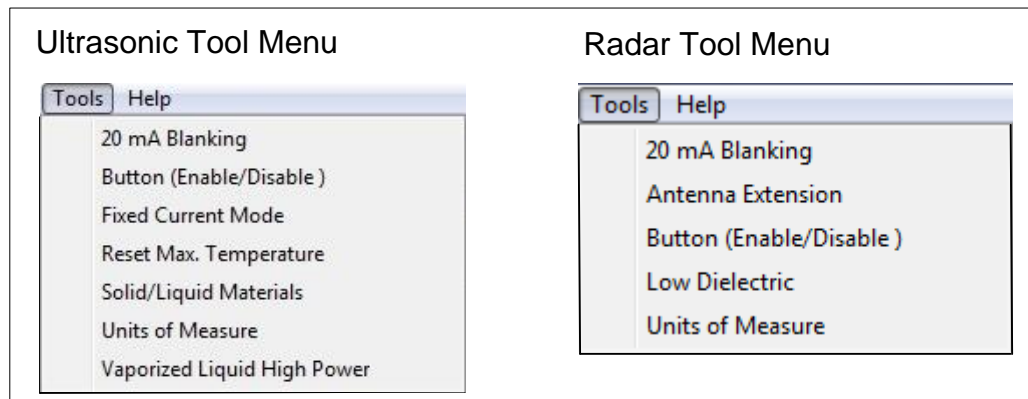 Ultrasonic Tool Menu
Tools Help
20 mA Blanking
Button (Enable/Disable )
Fixed Current Mode
Reset Max. Temperature
Solid/Liquid Materials
Units of Measure
Vaporized Liquid High Power
Radar Tool Menu
Tools Help
20 mA Blanking
Antenna Extension
Button (Enable/Disable )
Low Dielectric
Units of Measure